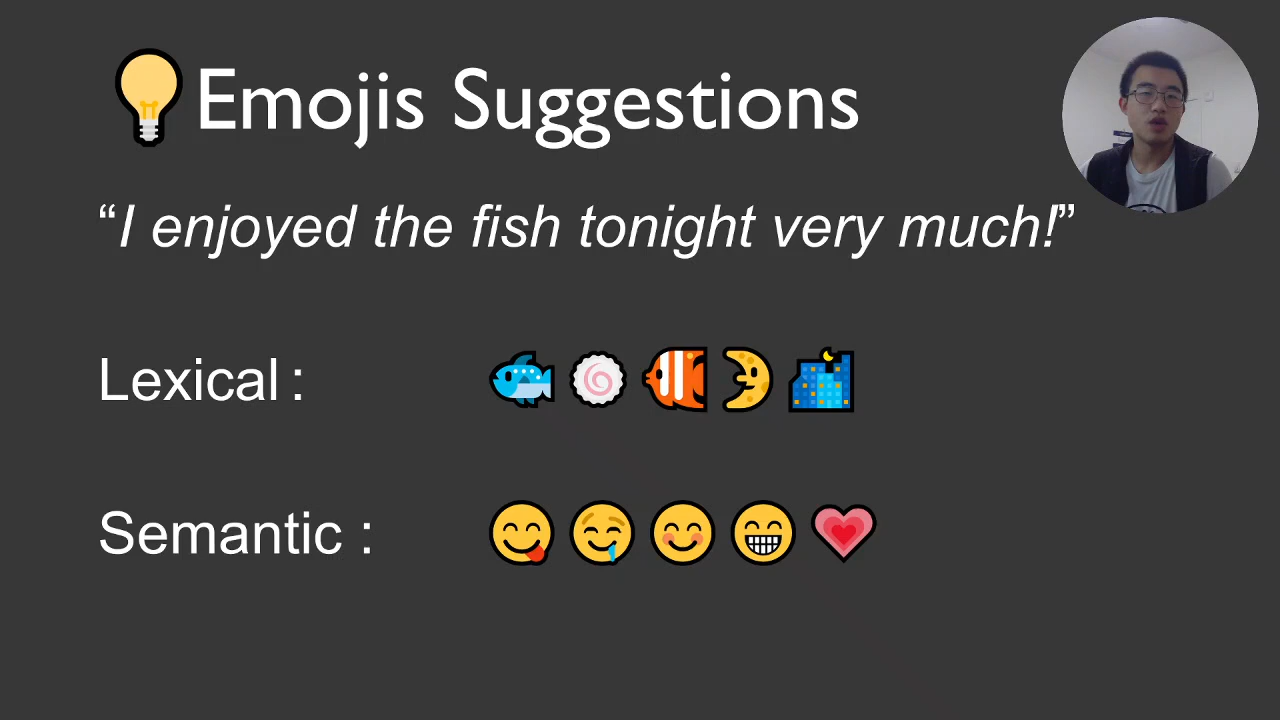 Emojis Suggestions
“I enjoyed the fish tonight very much!”
Lexical :
Semantic :